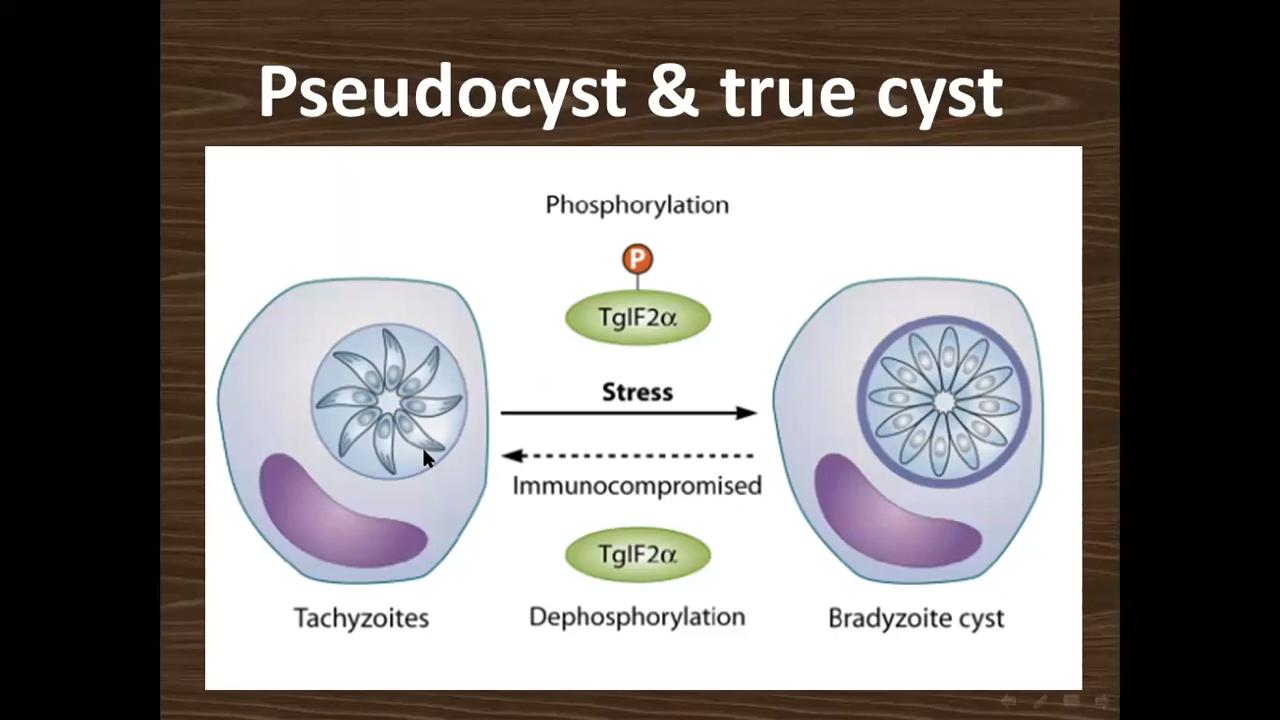 Pseudocyst & true cyst
Phosphorylation
P
TgIF2α
Stress
Immunocompromised
TgIF2α
Tachyzoites
Dephosphorylation
Bradyzoite cyst